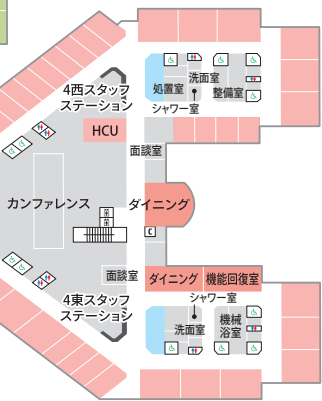 4西スタッフ
ステーション
処置室
洗面室
整備室
シャワー室
HCU
面談室
カンファレンス
ダイニング
C
面談室
ダイニング
機能回復室
シャワー室
4東スタッフ
ステーション
洗面室
機械
浴室